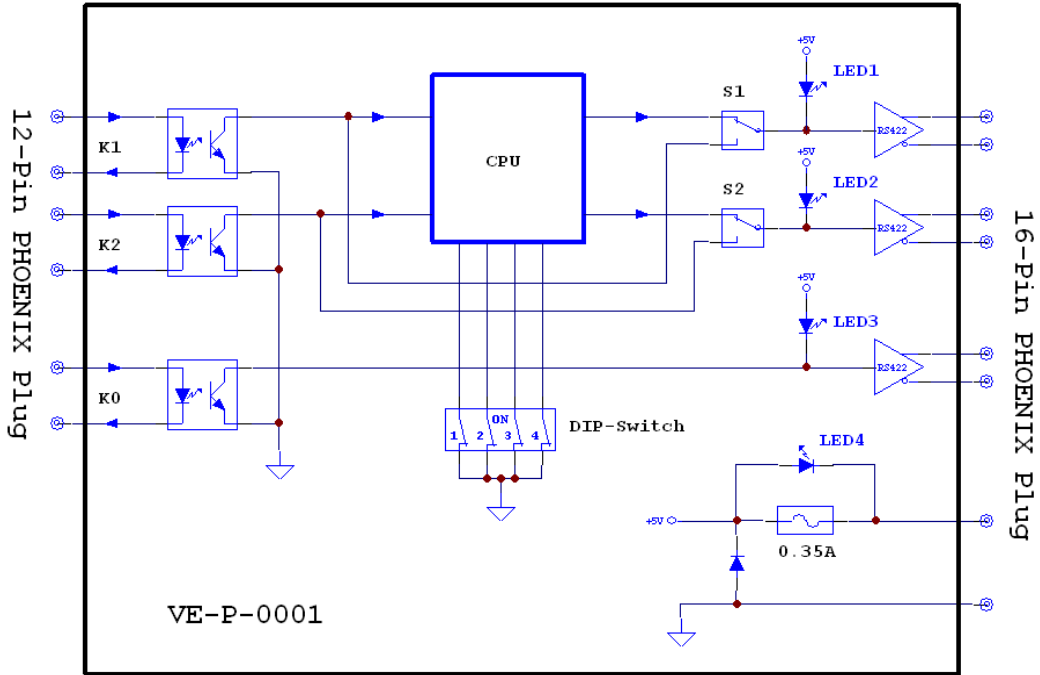 12-Pin PHOENIX Plug
K1
K2
K0
CPU
S1
S2
+5V
LED1
RS422
+5V
LED2
RS422
+5V
LED3
RS422
ON
1 2 3 4
DIP-Switch
LED4
+5V
0.35A
VE-P-0001
16-Pin PHOENIX Plug